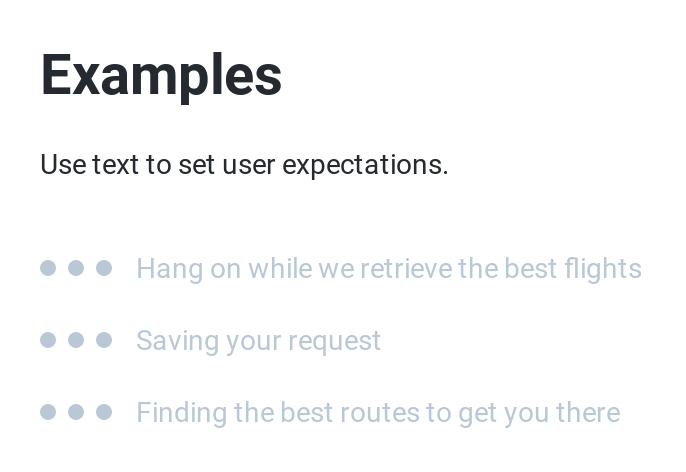 Examples
Use text to set user expectations.
Hang on while we retrieve the best flights
Saving your request
Finding the best routes to get you there